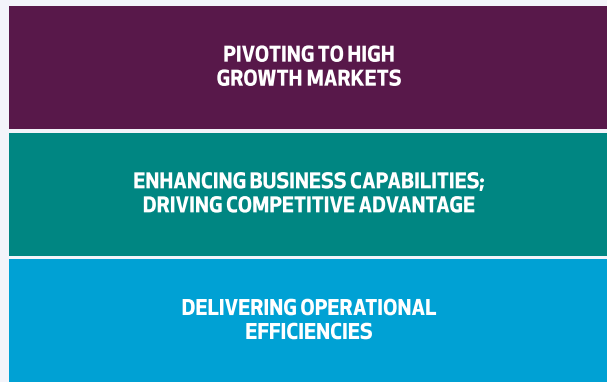 PIVOTING TO HIGH
GROWTH MARKETS
ENHANCING BUSINESS CAPABILITIES;
DRIVING COMPETITIVE ADVANTAGE
DELIVERING OPERATIONAL
EFFICIENCIES